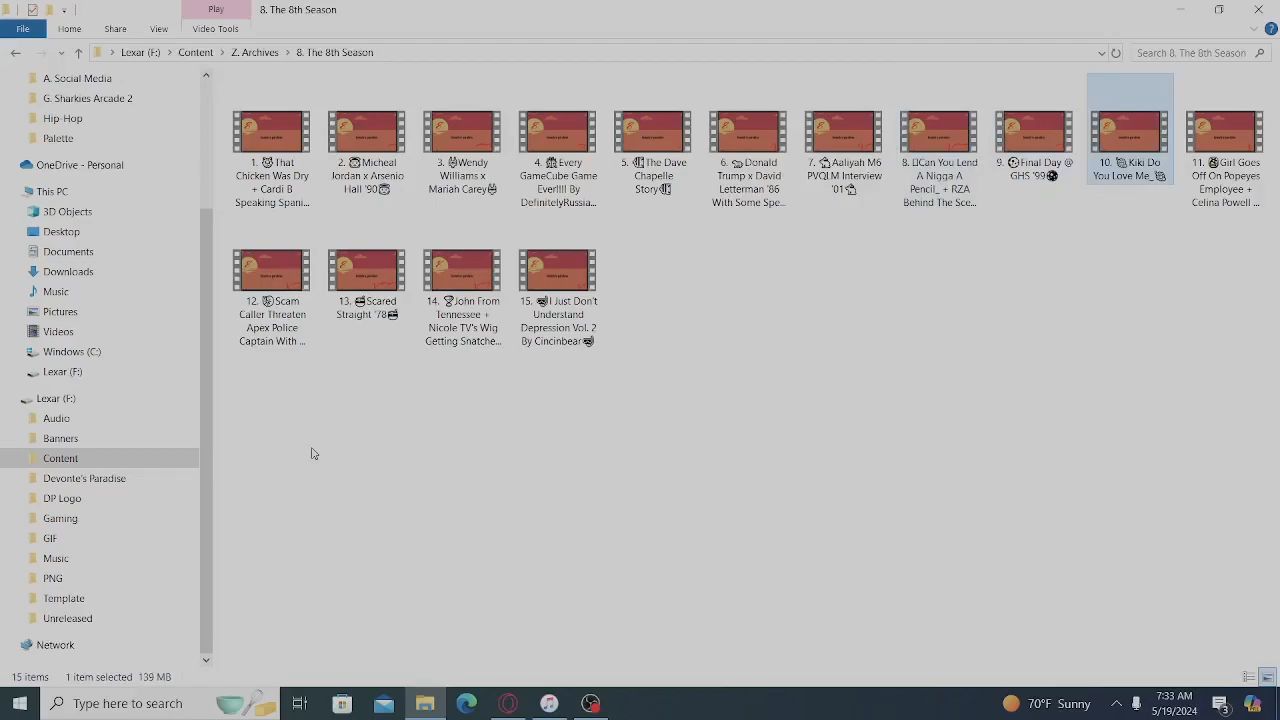 Play
8. The 8th Season
File
Home
Share
View
Video Tools
Lexar (F:)
Content
Z. Archives
8. The 8th Season
Search 8. The 8th Season
A. Social Media
G. Sharkies Arcade 2
Hip-Hop
Palette
OneDrive - Personal
This PC
3D Objects
Desktop
Documents
Downloads
Music
Pictures
Videos
Windows (C:)
Lexar (F:)
Lexar (F:)
Audio
Banners
Content
Devonte's Paradise
DP Logo
Gaming
GIF
Music
PNG
Template
Unreleased
Network
1. That
Chicken Was Dry
+ Cardi B
Speaking Spani...
2. Micheal
Jordan x Arsenio
Hall '90
3. Wendy
Williams x
Mariah Carey
4. Every
GameCube Game
Ever!!!! By
DefinitelyRussia...
5. The Dave
Chapelle
Story
6. Donald
Trump x David
Letterman '86
With Some Spe...
7. Aaliyah M6
PVQLM Interview
'01
8. Can You Lend
A Nigga A
Pencil_ + RZA
Behind The Sce...
9. Final Day @
GHS '99
10. Kiki Do
You Love Me_
11. Girl Goes
Off On Popeyes
Employee +
Celina Powell ...
12. Scam
Caller Threaten
Apex Police
Captain With ...
13. Scared
Straight '78
14. John From
Tennessee +
Nicole TV's Wig
Getting Snatche...
15. I Just Don't
Understand
Depression Vol. 2
By Cincinbear
15 items
1 item selected 139 MB
Type here to search
70°F Sunny
7:33 AM
5/19/2024
3